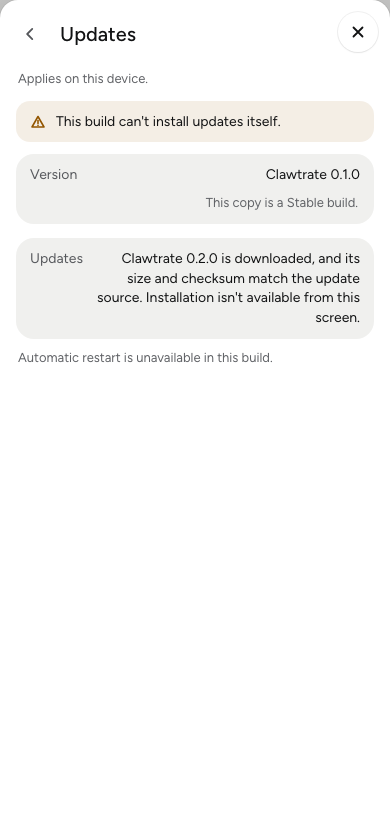 Updates
Applies on this device.
This build can't install updates itself.
Version
Clawtrate 0.1.0
This copy is a Stable build.
Updates
Clawtrate 0.2.0 is downloaded, and its
size and checksum match the update
source. Installation isn't available from this
screen.
Automatic restart is unavailable in this build.